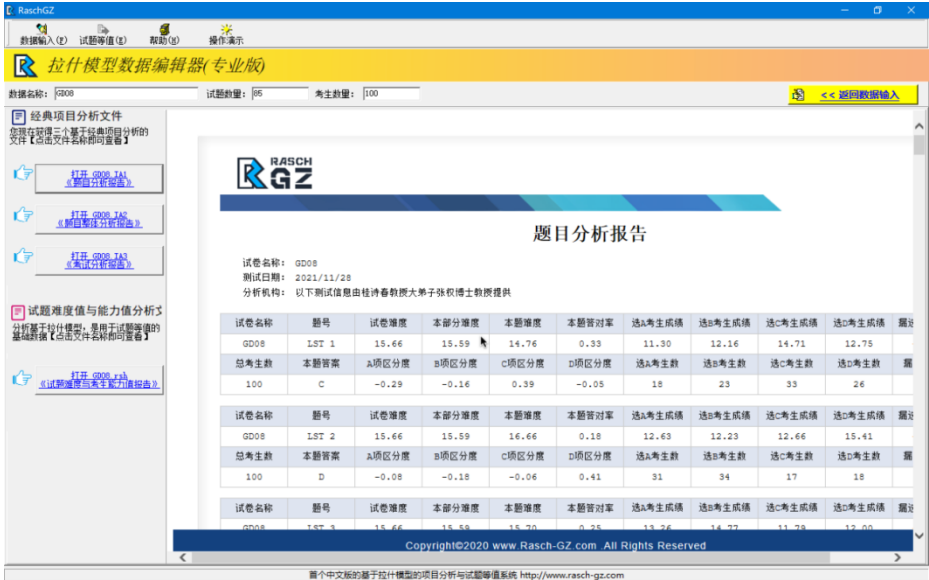 RaschGZ
数据输入(P) 试题等值(E) 帮助(H) 操作演示
拉什模型数据编辑器(专业版)
数据名称: GD08 试题数量: 85 考生数量: 100 << 返回数据输入
经典项目分析文件
您现在获得三个基于经典项目分析的
文件【点击文件名称即可查看】
打开 GD08.IA1
《题目分析报告》
打开 GD08.IA2
《题目整体分析报告》
打开 GD08.IA3
《考试分析报告》
试题难度值与能力值分析文
分析基于拉什模型，是用于试题等值的
基础数据【点击文件名称即可查看】
打开 GD08.rsh
《试题难度与考生能力值报告》
RASCH
GZ
题目分析报告
试卷名称: GD08
测试日期: 2021/11/28
分析机构: 以下测试信息由桂诗春教授大弟子张权博士教授提供
试卷名称 题号 试卷难度 本部分难度 本题难度 本题答对率 选A考生成绩 选B考生成绩 选C考生成绩 选D考生成绩
GD08 LST 1 15.66 15.59 14.76 0.33 11.30 12.16 14.71 12.75
总考生数 本题答案 A项区分度 B项区分度 C项区分度 D项区分度 选A考生数 选B考生数 选C考生数 选D考生数
100 C -0.29 -0.16 0.39 -0.05 18 23 33 26
试卷名称 题号 试卷难度 本部分难度 本题难度 本题答对率 选A考生成绩 选B考生成绩 选C考生成绩 选D考生成绩
GD08 LST 2 15.66 15.59 16.66 0.18 12.63 12.23 12.66 15.41
总考生数 本题答案 A项区分度 B项区分度 C项区分度 D项区分度 选A考生数 选B考生数 选C考生数 选D考生数
100 D -0.08 -0.18 -0.06 0.41 31 34 17 18
试卷名称 题号 试卷难度 本部分难度 本题难度 本题答对率 选A考生成绩 选B考生成绩 选C考生成绩 选D考生成绩
GD08 LST 3 15.66 15.59 15.70 0.25 13.26 14.77 11.79 12.00
Copyright©2020 www.Rasch-GZ.com .All Rights Reserved
首个中文版的基于拉什模型的项目分析与试题等值系统 http://www.rasch-gz.com